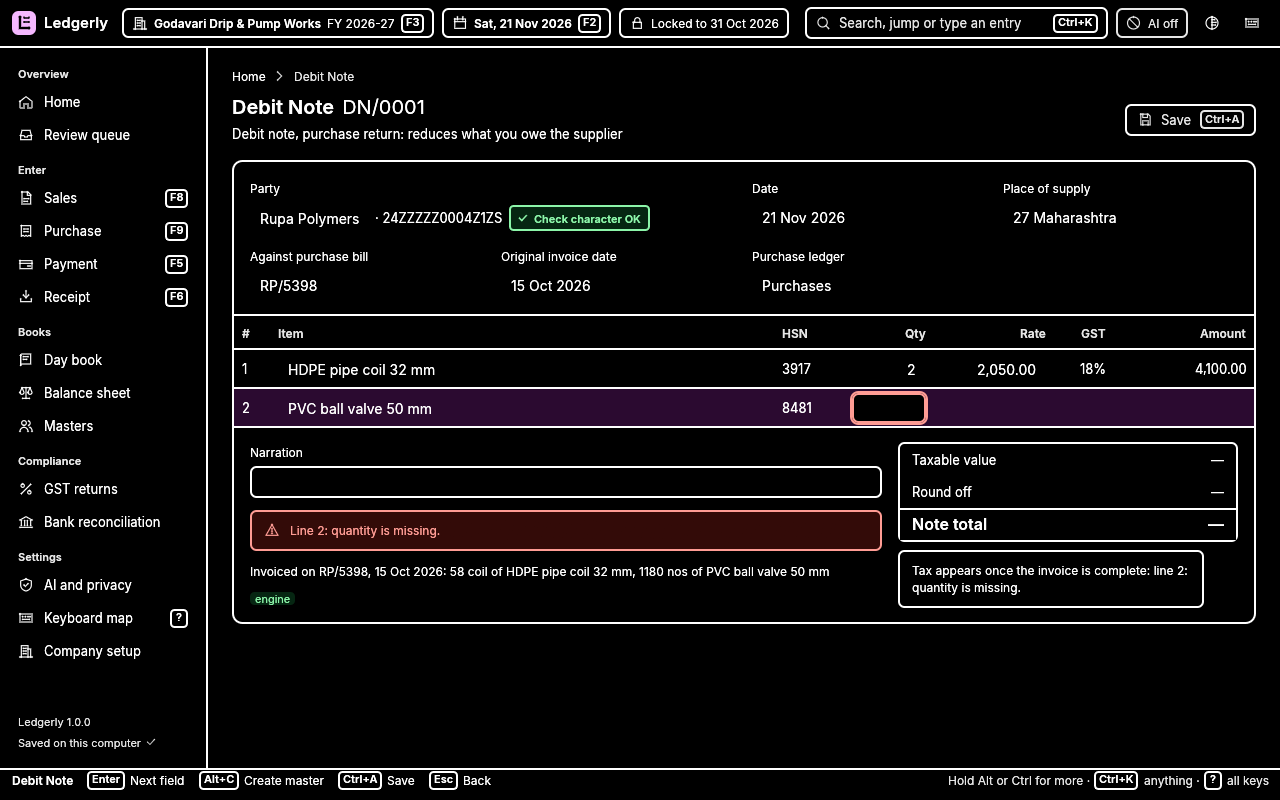 Ledgerly
Godavari Drip & Pump Works FY 2026-27 F3
Sat, 21 Nov 2026 F2
Locked to 31 Oct 2026
Search, jump or type an entry Ctrl+K
AI off
Overview
Home
Review queue
Enter
Sales F8
Purchase F9
Payment F5
Receipt F6
Books
Day book
Balance sheet
Masters
Compliance
GST returns
Bank reconciliation
Settings
AI and privacy
Keyboard map ?
Company setup
Ledgerly 1.0.0
Saved on this computer
Home Debit Note
Debit Note DN/0001
Debit note, purchase return: reduces what you owe the supplier
Save Ctrl+A
Party Date Place of supply
Rupa Polymers · 24ZZZZZ0004Z1ZS Check character OK 21 Nov 2026 27 Maharashtra
Against purchase bill Original invoice date Purchase ledger
RP/5398 15 Oct 2026 Purchases
# Item HSN Qty Rate GST Amount
1 HDPE pipe coil 32 mm 3917 2 2,050.00 18% 4,100.00
2 PVC ball valve 50 mm 8481
Narration
Line 2: quantity is missing.
Invoiced on RP/5398, 15 Oct 2026: 58 coil of HDPE pipe coil 32 mm, 1180 nos of PVC ball valve 50 mm
engine
Taxable value —
Round off —
Note total —
Tax appears once the invoice is complete: line 2:
quantity is missing.
Debit Note Enter Next field Alt+C Create master Ctrl+A Save Esc Back
Hold Alt or Ctrl for more · Ctrl+K anything · ? all keys